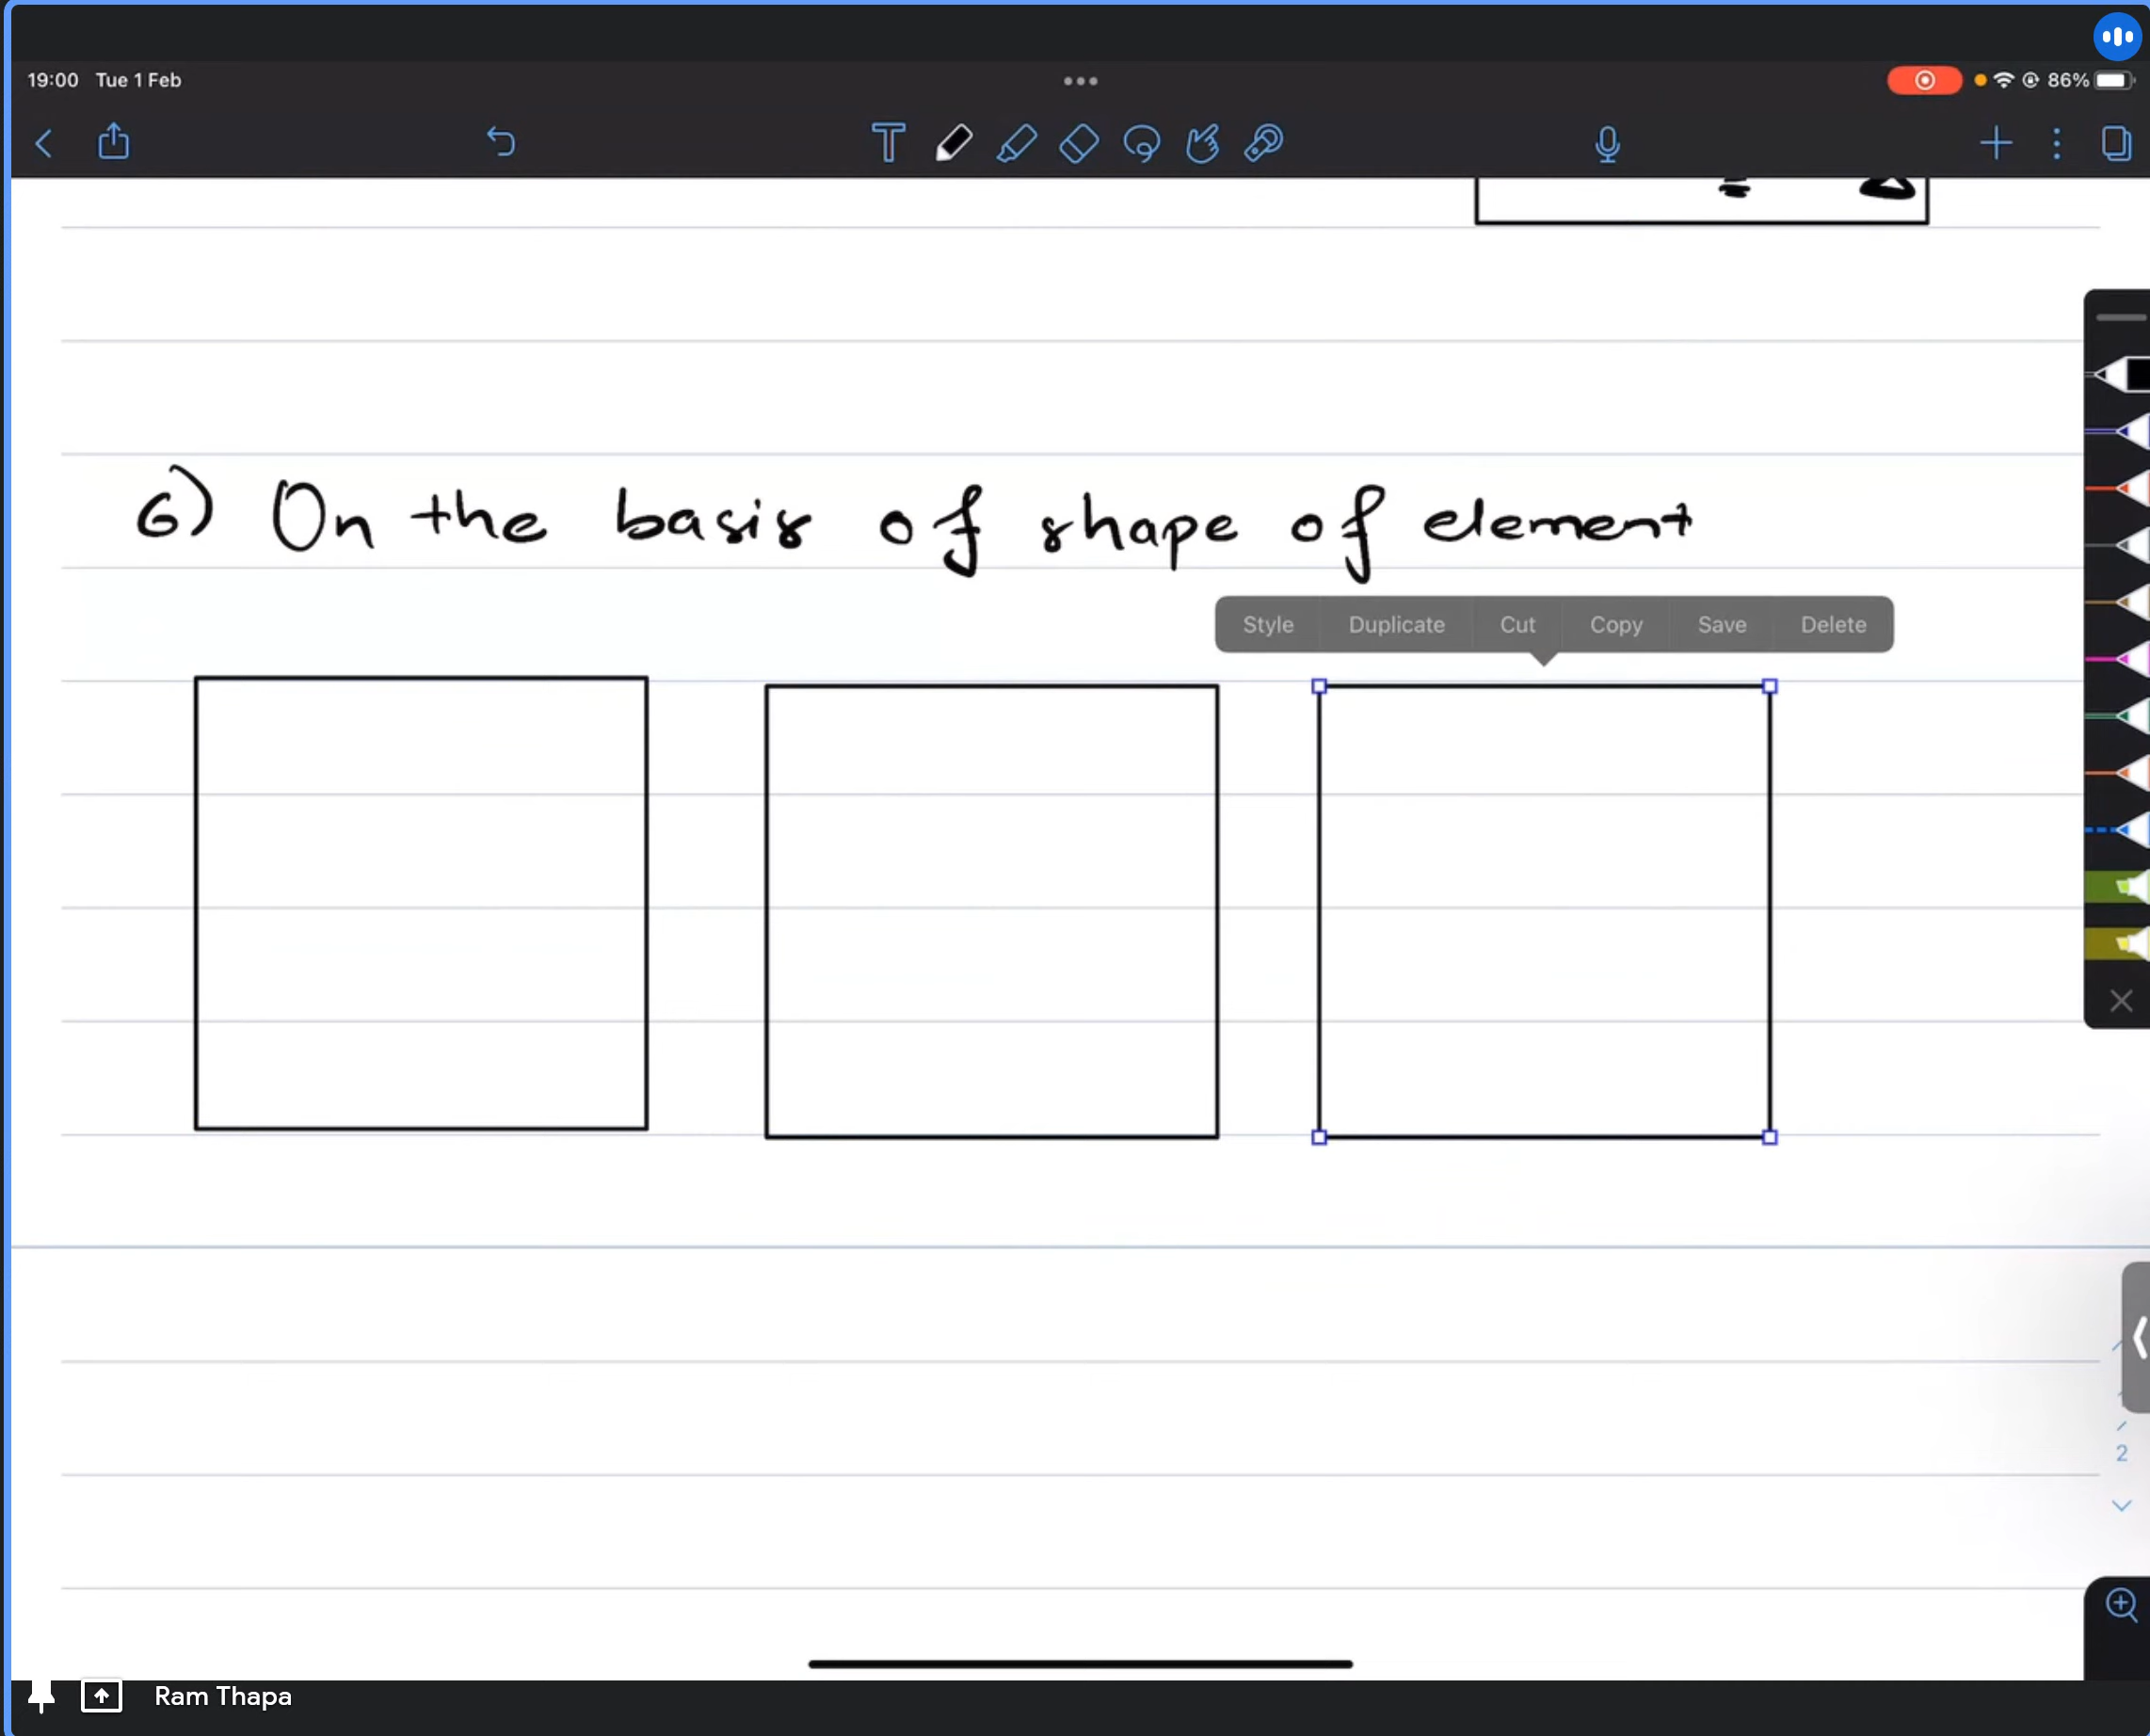 19:00 Tue 1 Feb
86%
6) On the basis of shape of element
Style Duplicate Cut Copy Save Delete
2
Ram Thapa